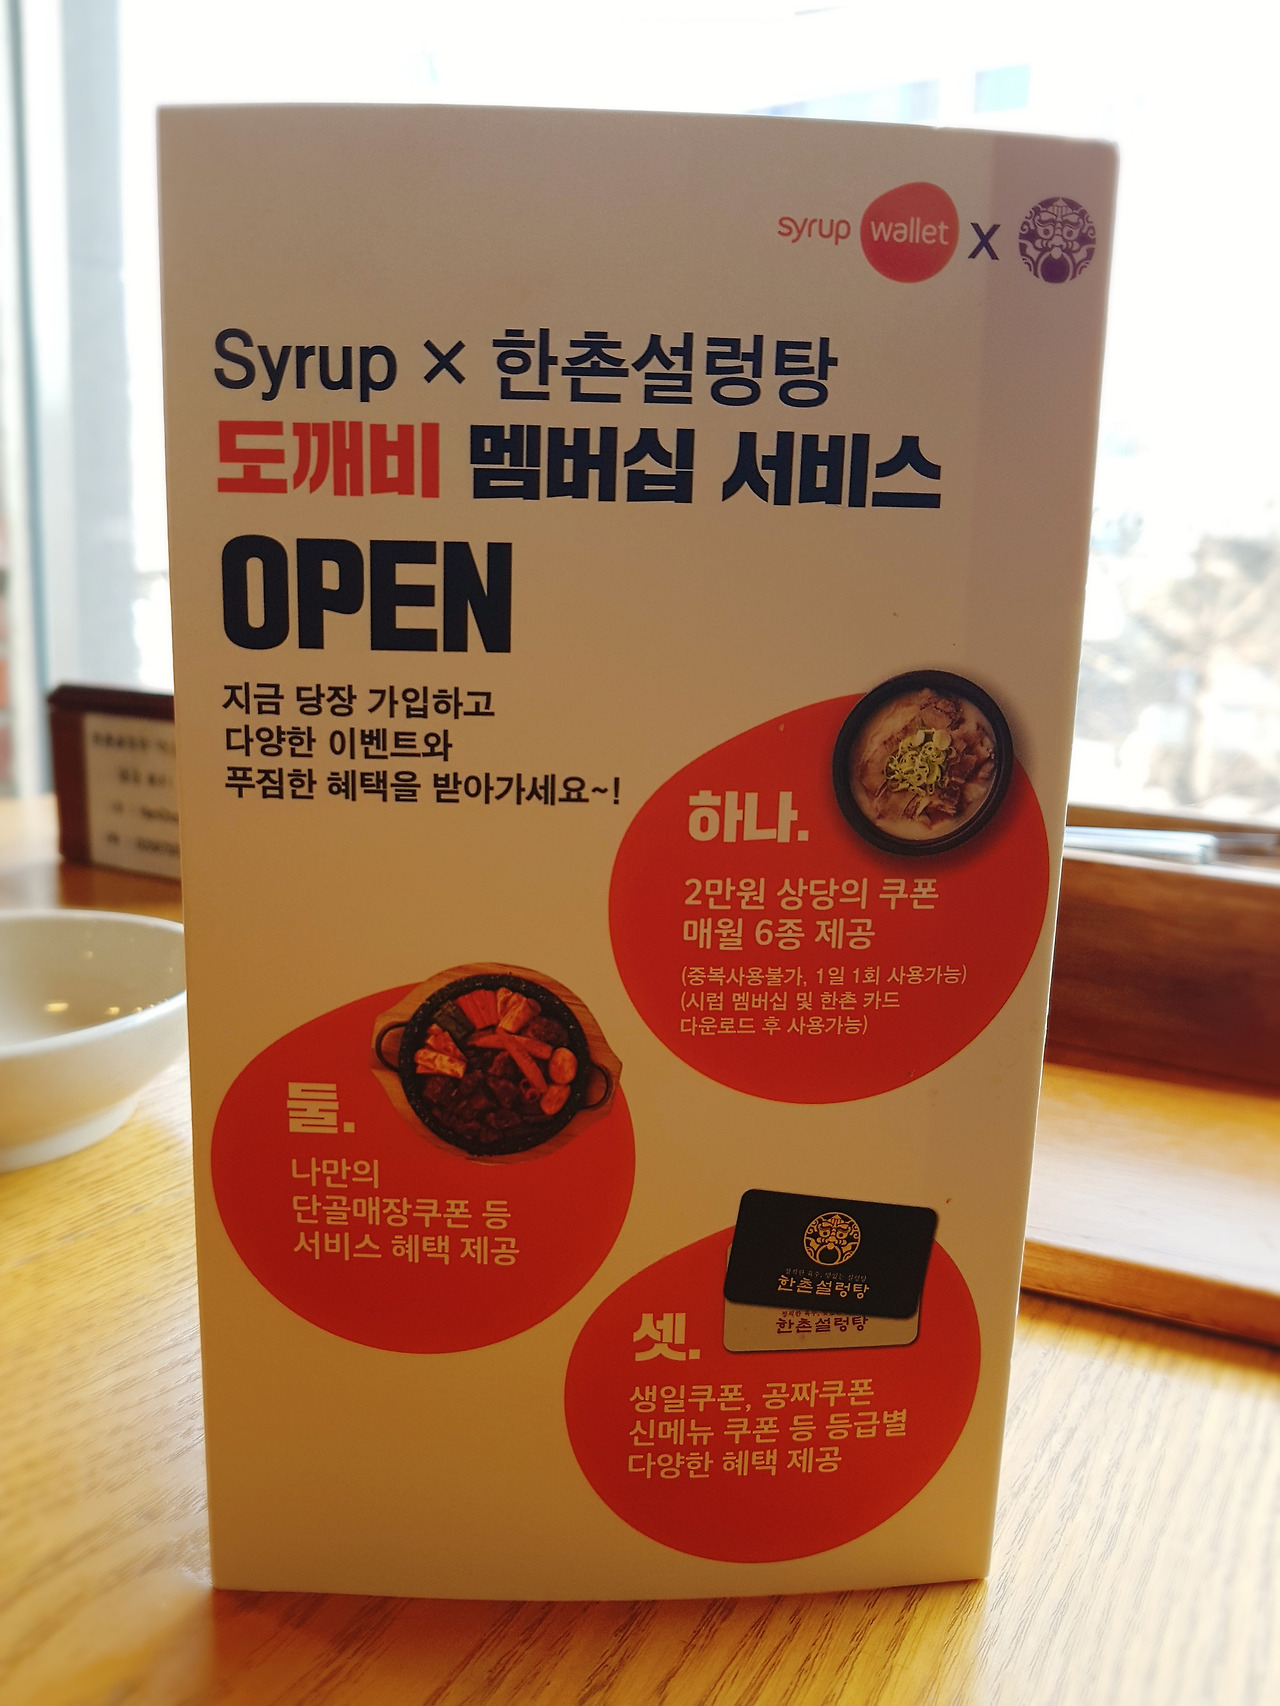 syrup wallet X
Syrup × 한촌설렁탕
도깨비 멤버십 서비스
OPEN
지금 당장 가입하고
다양한 이벤트와
푸짐한 혜택을 받아가세요~!
하나.
2만원 상당의 쿠폰
매월 6종 제공
(중복사용불가, 1일 1회 사용가능)
(시럽 멤버십 및 한촌 카드
다운로드 후 사용가능)
둘.
나만의
단골매장쿠폰 등
서비스 혜택 제공
한촌설렁탕
한촌설렁탕
셋.
생일쿠폰, 공짜쿠폰
신메뉴 쿠폰 등 등급별
다양한 혜택 제공